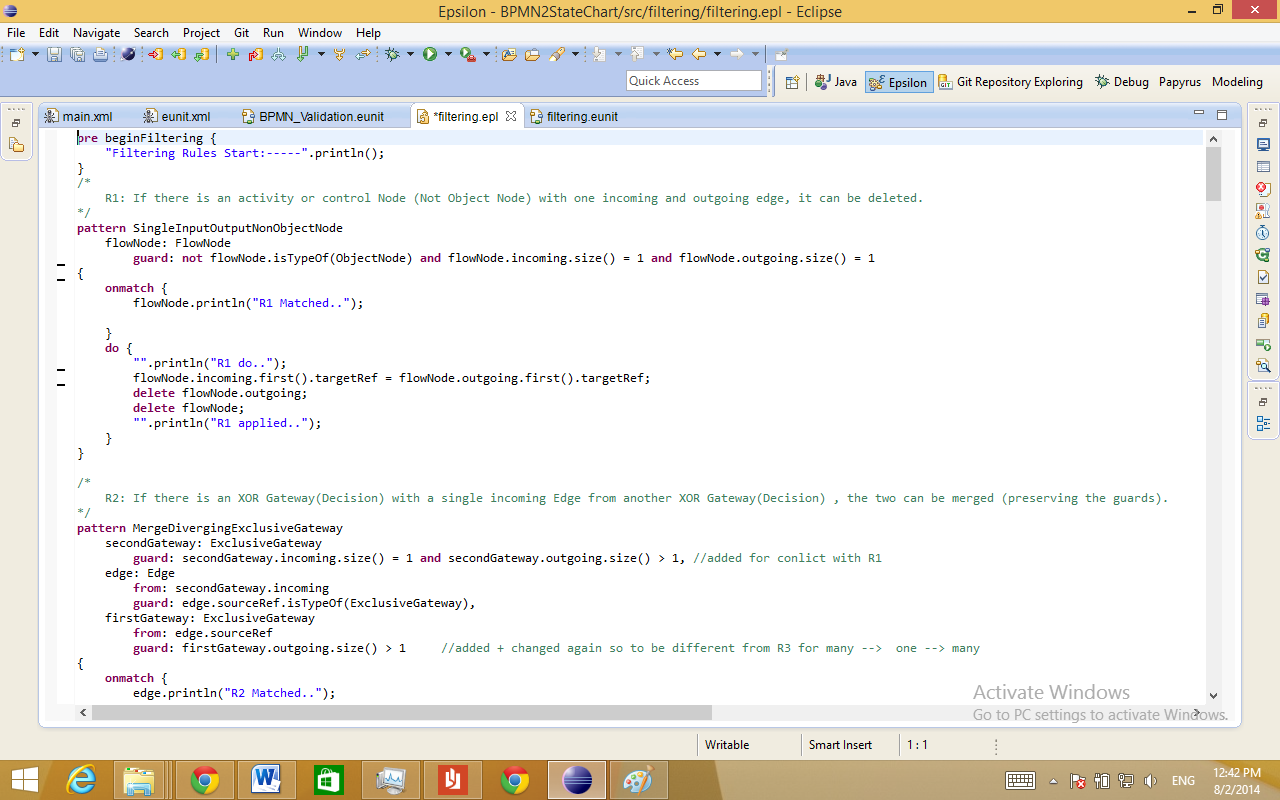 Epsilon - BPMN2StateChart/src/filtering/filtering.epl - Eclipse
File Edit Navigate Search Project Git Run Window Help
Quick Access
Java Epsilon Git Repository Exploring Debug Papyrus Modeling
main.xml eunit.xml BPMN_Validation.eunit *filtering.epl filtering.eunit
pre beginFiltering {
    "Filtering Rules Start:-----".println();
}
/*
    R1: If there is an activity or control Node (Not Object Node) with one incoming and outgoing edge, it can be deleted.
*/
pattern SingleInputOutputNonObjectNode
    flowNode: FlowNode
        guard: not flowNode.isTypeOf(ObjectNode) and flowNode.incoming.size() = 1 and flowNode.outgoing.size() = 1
{
    onmatch {
        flowNode.println("R1 Matched..");
    }
    do {
        "".println("R1 do..");
        flowNode.incoming.first().targetRef = flowNode.outgoing.first().targetRef;
        delete flowNode.outgoing;
        delete flowNode;
        "".println("R1 applied..");
    }
}
/*
    R2: If there is an XOR Gateway(Decision) with a single incoming Edge from another XOR Gateway(Decision) , the two can be merged (preserving the guards).
*/
pattern MergeDivergingExclusiveGateway
    secondGateway: ExclusiveGateway
        guard: secondGateway.incoming.size() = 1 and secondGateway.outgoing.size() > 1, //added for conlict with R1
    edge: Edge
        from: secondGateway.incoming
        guard: edge.sourceRef.isTypeOf(ExclusiveGateway),
    firstGateway: ExclusiveGateway
        from: edge.sourceRef
        guard: firstGateway.outgoing.size() > 1     //added + changed again so to be different from R3 for many -->  one --> many
{
    onmatch {
        edge.println("R2 Matched..");
Activate Windows
Go to PC settings to activate Windows.
Writable Smart Insert 1 : 1
ENG
12:42 PM
8/2/2014